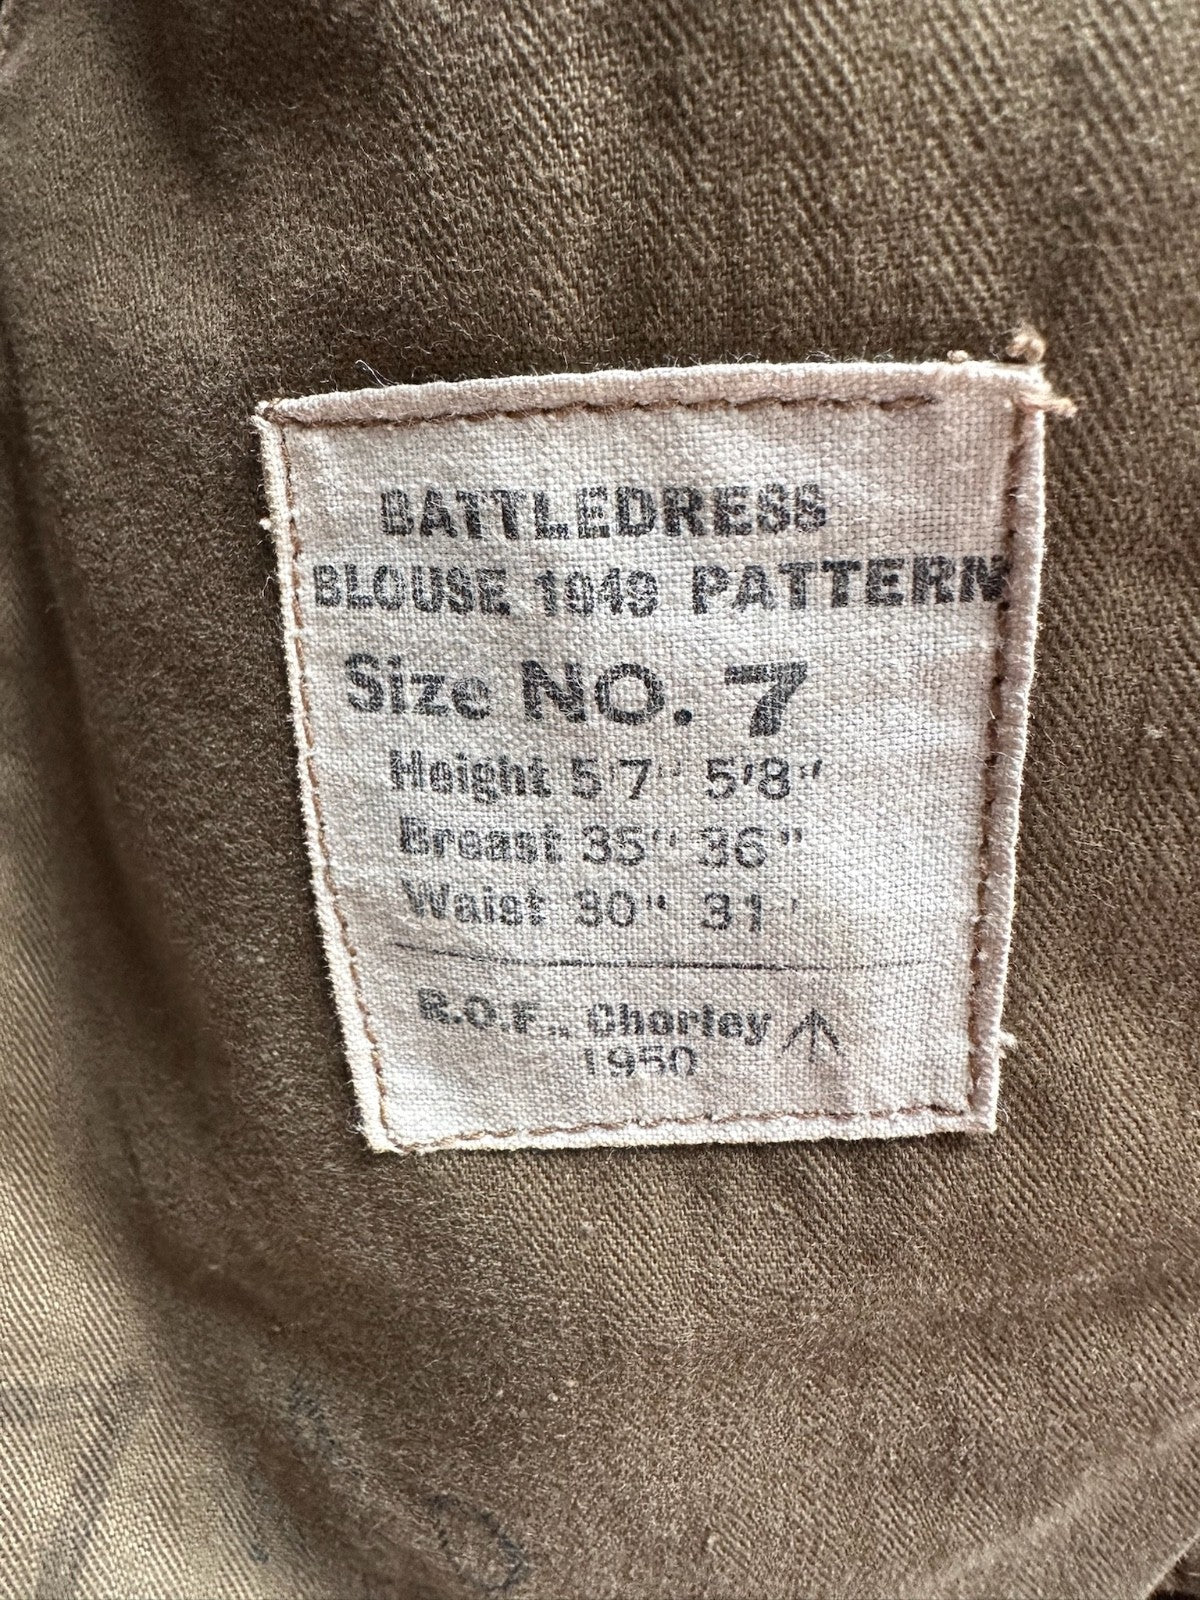 BATTLEDRESS
BLOUSE 1949 PATTERN
Size NO. 7
Height 5'7" 5'8"
Breast 35" 36"
Waist 30" 31"
R.O.F., Chorley
1950